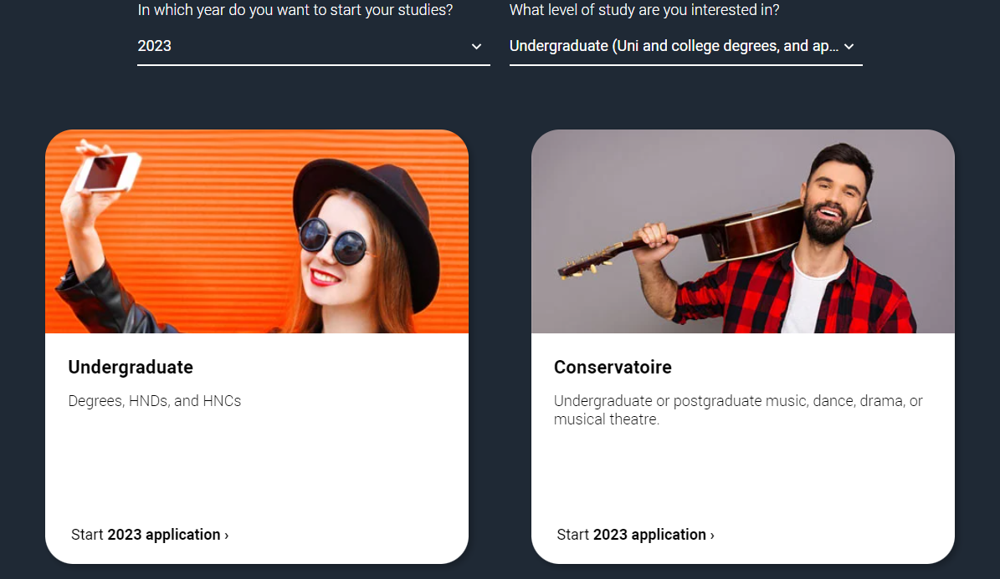 In which year do you want to start your studies?
What level of study are you interested in?
2023
Undergraduate (Uni and college degrees, and ap...
Undergraduate
Degrees, HNDs, and HNCs
Start 2023 application ›
Conservatoire
Undergraduate or postgraduate music, dance, drama, or
musical theatre.
Start 2023 application ›